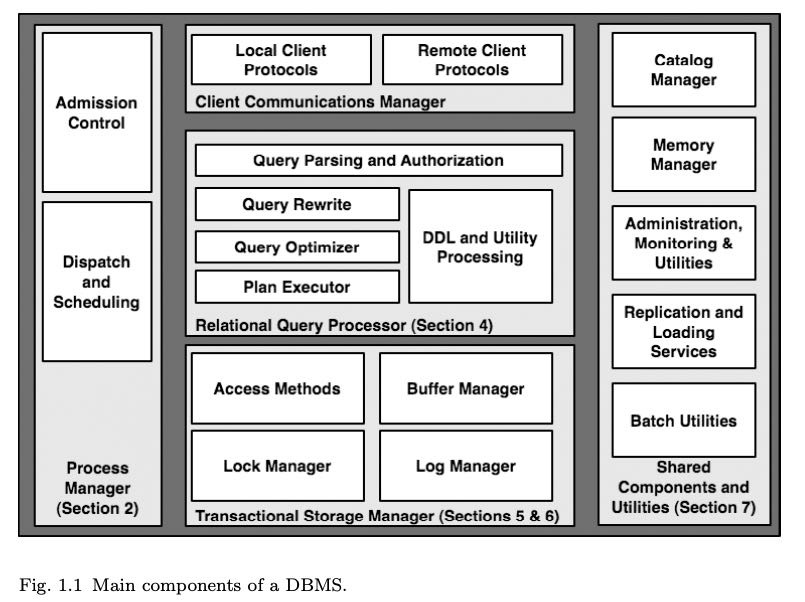 Admission
Control
Dispatch
and
Scheduling
Process
Manager
(Section 2)
Local Client
Protocols
Remote Client
Protocols
Client Communications Manager
Query Parsing and Authorization
Query Rewrite
Query Optimizer
Plan Executor
DDL and Utility
Processing
Relational Query Processor (Section 4)
Access Methods
Buffer Manager
Lock Manager
Log Manager
Transactional Storage Manager (Sections 5 & 6)
Catalog
Manager
Memory
Manager
Administration,
Monitoring &
Utilities
Replication and
Loading
Services
Batch Utilities
Shared
Components and
Utilities (Section 7)
Fig. 1.1 Main components of a DBMS.